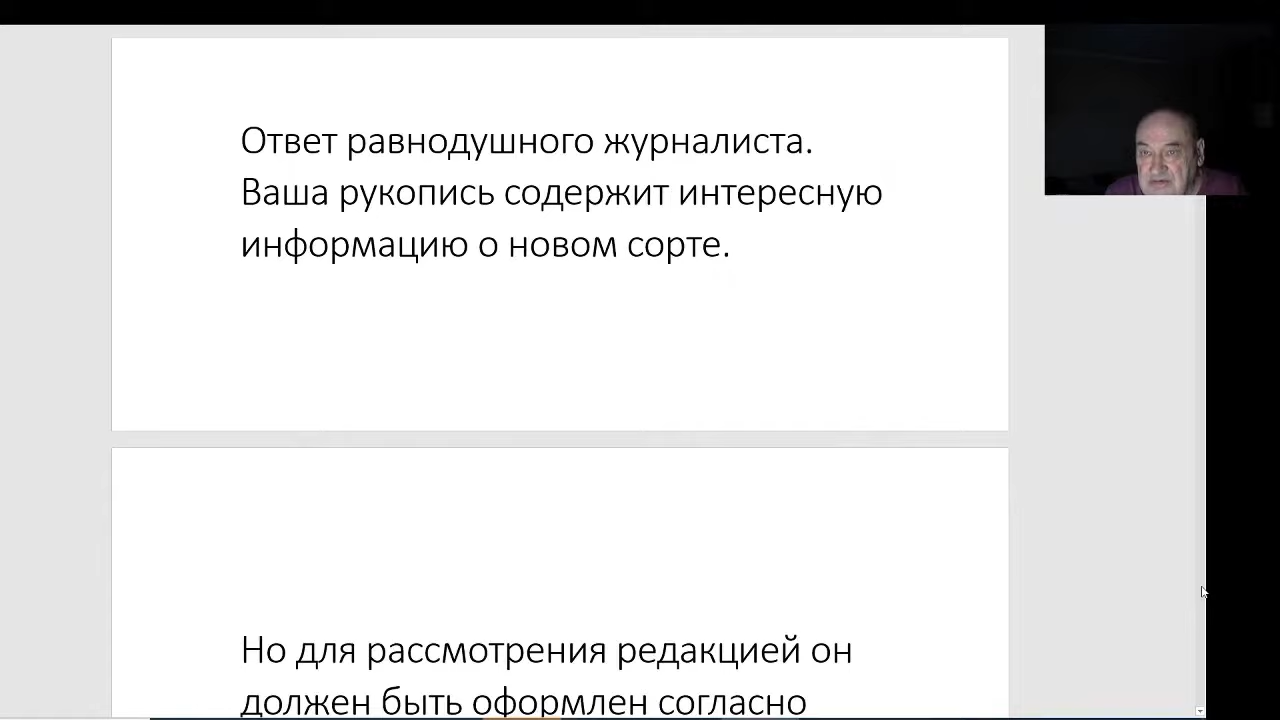 Ответ равнодушного журналиста.
Ваша рукопись содержит интересную
информацию о новом сорте.
Но для рассмотрения редакцией он
должен быть оформлен согласно